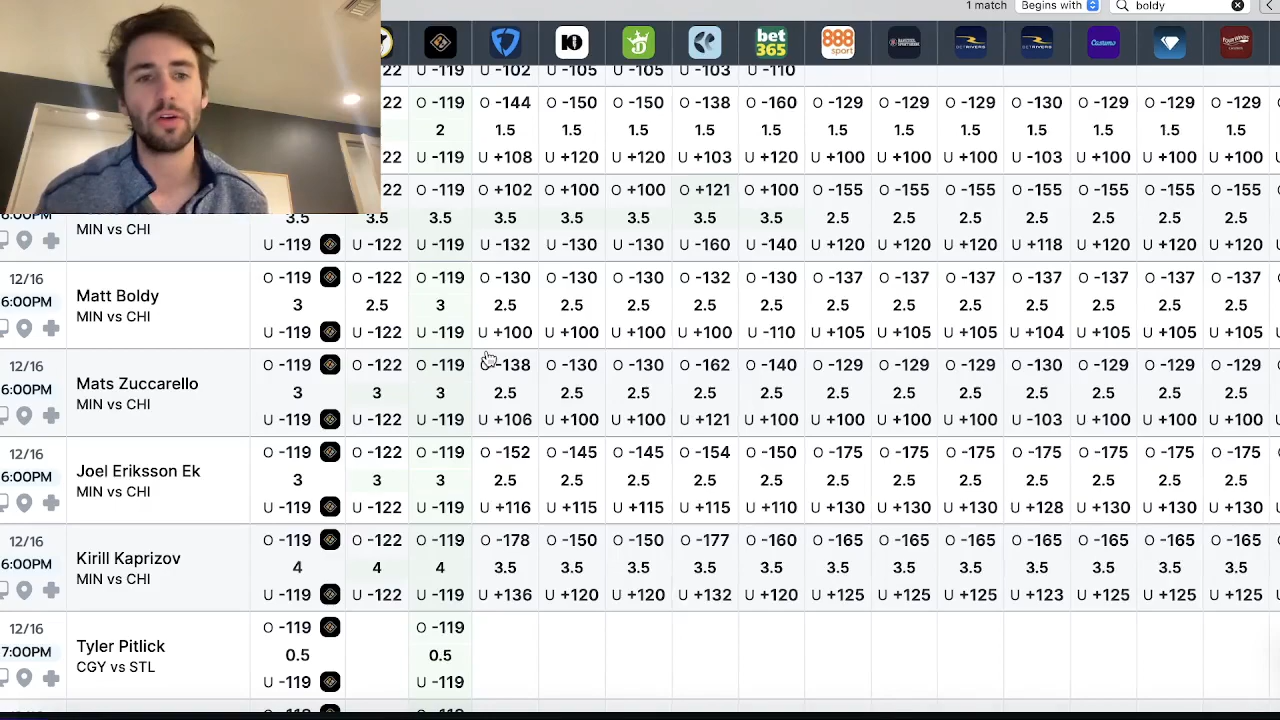 1 match Begins with boldy
bet365 888sport BETRIVERS BETRIVERS Casumo
22 U -119 U -102 U -105 U -105 U -103 U -110
22 O -119 O -144 O -150 O -150 O -138 O -160 O -129 O -129 O -129 O -130 O -129 O -129 O -129
2 1.5 1.5 1.5 1.5 1.5 1.5 1.5 1.5 1.5 1.5 1.5 1.5
22 U -119 U +108 U +120 U +120 U +103 U +120 U +100 U +100 U +100 U -103 U +100 U +100 U +100
22 O -119 O +102 O +100 O +100 O +121 O +100 O -155 O -155 O -155 O -155 O -155 O -155 O -155
6:00PM MIN vs CHI 3.5 3.5 3.5 3.5 3.5 3.5 3.5 3.5 2.5 2.5 2.5 2.5 2.5 2.5 2.5
U -119 U -122 U -119 U -132 U -130 U -130 U -160 U -140 U +120 U +120 U +120 U +118 U +120 U +120 U +120
12/16 O -119 O -122 O -119 O -130 O -130 O -130 O -132 O -130 O -137 O -137 O -137 O -137 O -137 O -137 O -137
6:00PM Matt Boldy 3 2.5 3 2.5 2.5 2.5 2.5 2.5 2.5 2.5 2.5 2.5 2.5 2.5 2.5
MIN vs CHI U -119 U -122 U -119 U +100 U +100 U +100 U +100 U -110 U +105 U +105 U +105 U -104 U +105 U +105 U +105
12/16 O -119 O -122 O -119 O -138 O -130 O -130 O -162 O -140 O -129 O -129 O -129 O -130 O -129 O -129 O -129
6:00PM Mats Zuccarello 3 3 3 2.5 2.5 2.5 2.5 2.5 2.5 2.5 2.5 2.5 2.5 2.5 2.5
MIN vs CHI U -119 U -122 U -119 U +106 U +100 U +100 U +121 U +100 U +100 U +100 U +100 U -103 U +100 U +100 U +100
12/16 O -119 O -122 O -119 O -152 O -145 O -145 O -154 O -150 O -175 O -175 O -175 O -175 O -175 O -175 O -175
6:00PM Joel Eriksson Ek 3 3 3 2.5 2.5 2.5 2.5 2.5 2.5 2.5 2.5 2.5 2.5 2.5 2.5
MIN vs CHI U -119 U -122 U -119 U +116 U +115 U +115 U +115 U +110 U +130 U +130 U +130 U +128 U +130 U +130 U +130
12/16 O -119 O -122 O -119 O -178 O -150 O -150 O -177 O -160 O -165 O -165 O -165 O -165 O -165 O -165 O -165
6:00PM Kirill Kaprizov 4 4 4 3.5 3.5 3.5 3.5 3.5 3.5 3.5 3.5 3.5 3.5 3.5 3.5
MIN vs CHI U -119 U -122 U -119 U +136 U +120 U +120 U +132 U +120 U +125 U +125 U +125 U +123 U +125 U +125 U +125
12/16 O -119 O -119
7:00PM Tyler Pitlick 0.5 0.5
CGY vs STL U -119 U -119